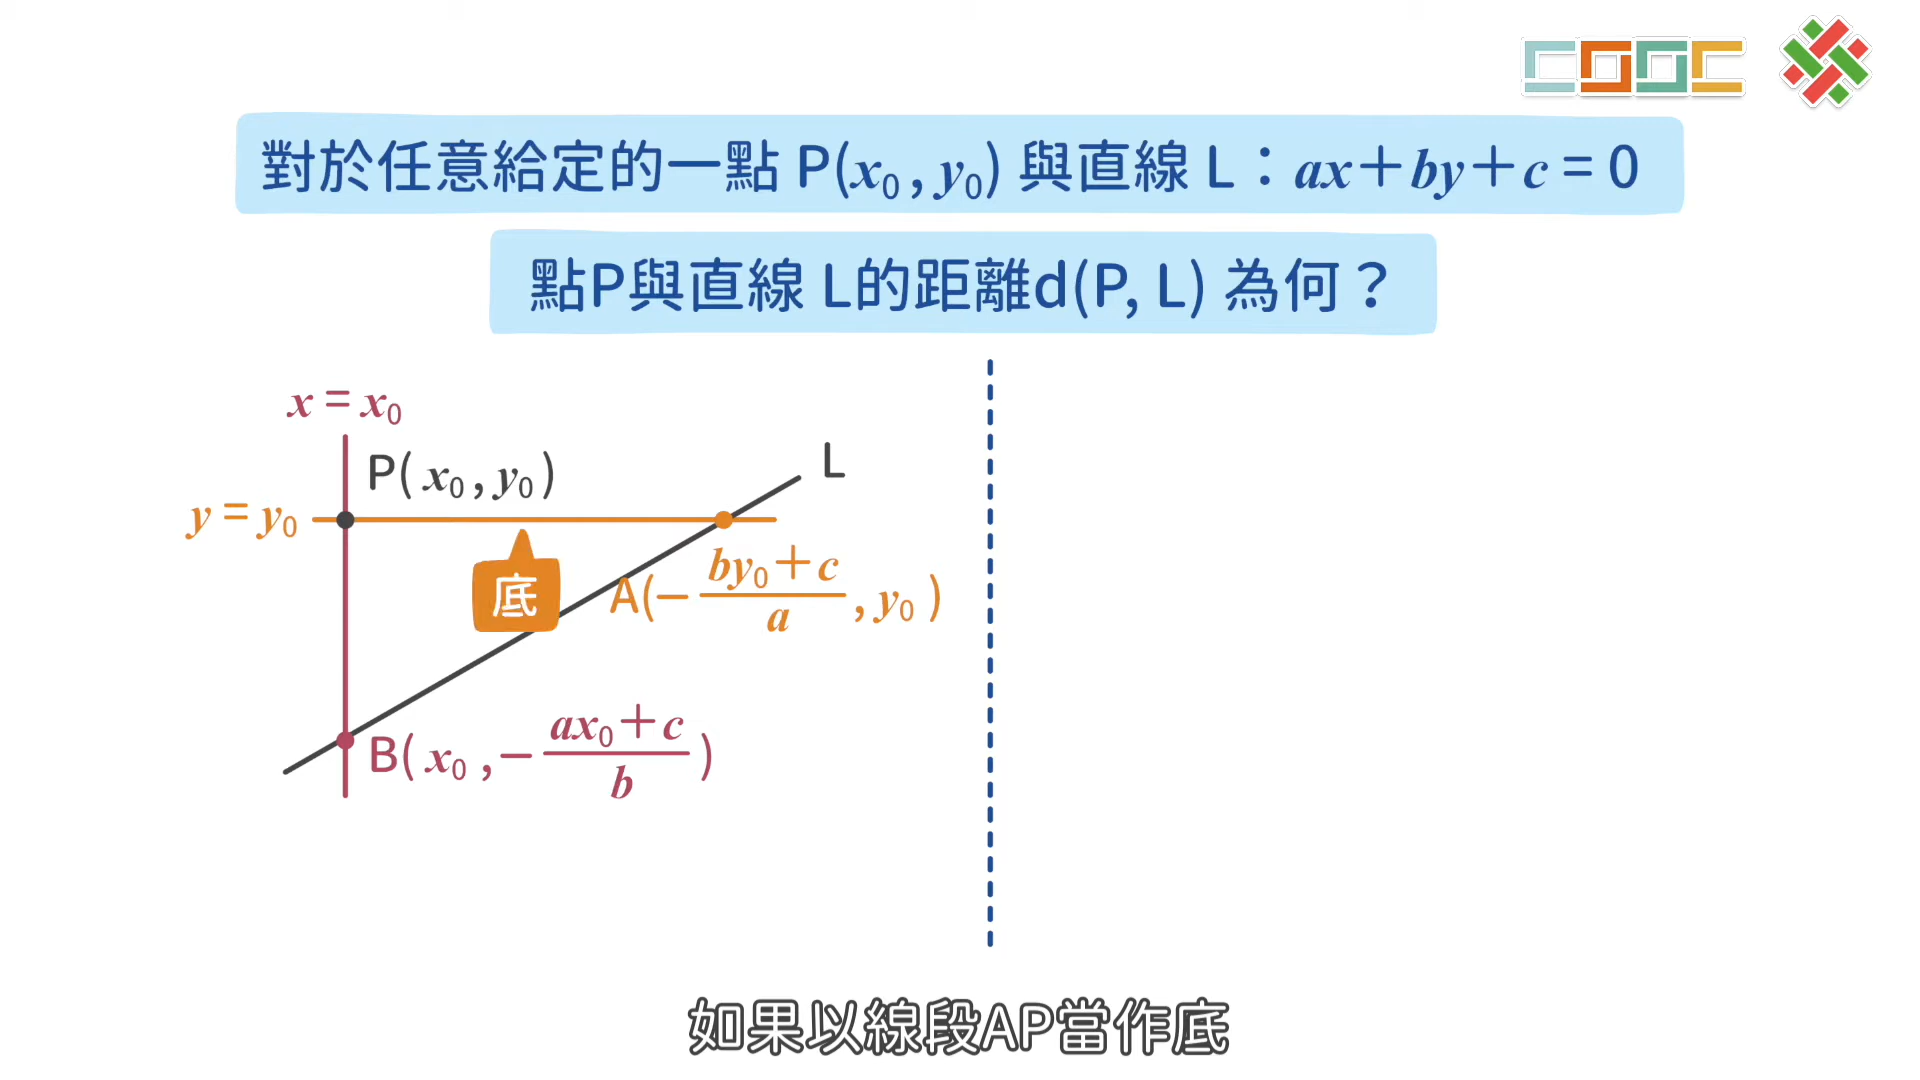 COOC
對於任意給定的一點 P(x₀ , y₀) 與直線 L：ax＋by＋c = 0
點P與直線 L的距離d(P, L) 為何？
x = x₀
P( x₀ , y₀ )
L
y = y₀
底
A(− (by₀＋c)/a , y₀ )
B( x₀ , − (ax₀＋c)/b )
如果以線段AP當作底